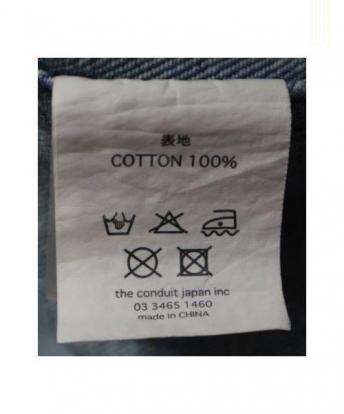 表地
COTTON 100%
the conduit japan inc
03 3465 1460
made in CHINA